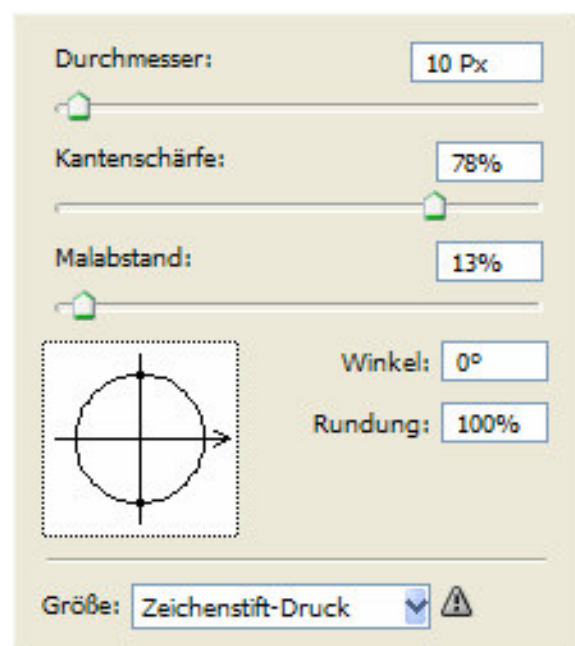 Durchmesser: 10 Px
Kantenschärfe: 78%
Malabstand: 13%
Winkel: 0°
Rundung: 100%
Größe: Zeichenstift-Druck